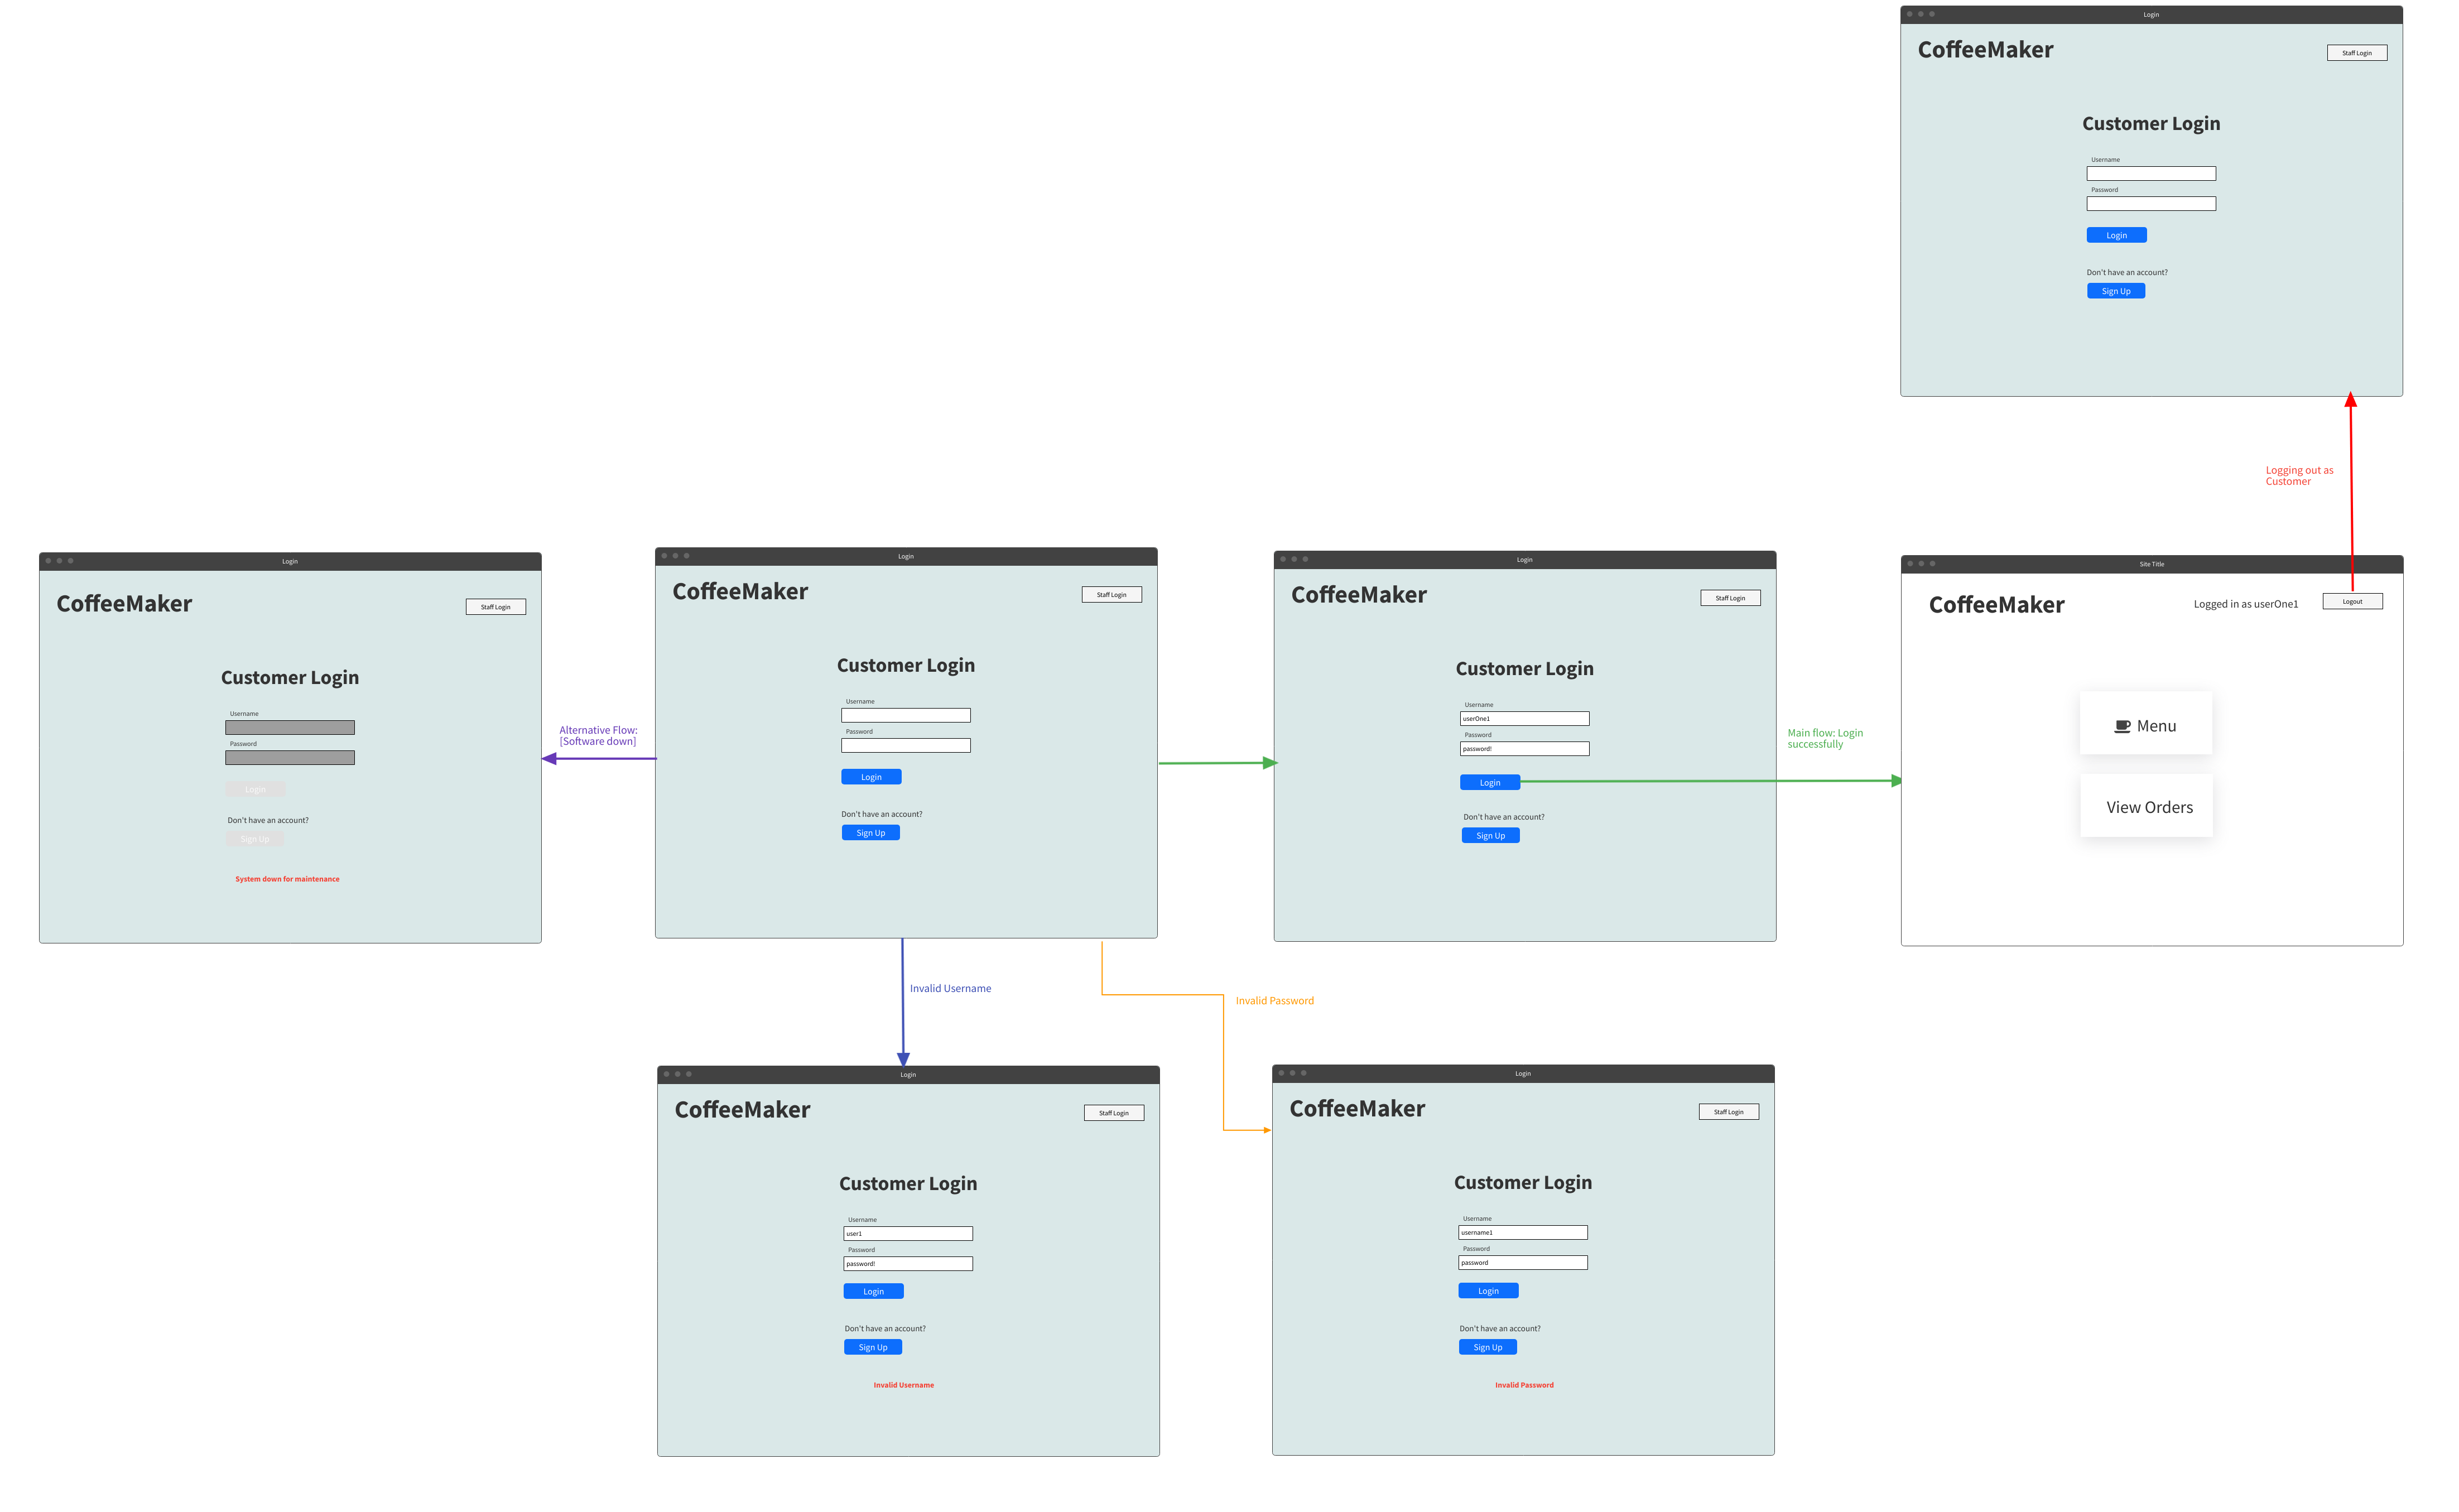 Login
CoffeeMaker
Staff Login
Customer Login
Username
Password
Login
Don't have an account?
Sign Up
Logging out as
Customer
Login
CoffeeMaker
Staff Login
Customer Login
Username
Password
Login
Don't have an account?
Sign Up
System down for maintenance
Alternative Flow:
[Software down]
Login
CoffeeMaker
Staff Login
Customer Login
Username
Password
Login
Don't have an account?
Sign Up
Login
CoffeeMaker
Staff Login
Customer Login
Username
userOne1
Password
password!
Login
Don't have an account?
Sign Up
Main flow: Login
successfully
Site Title
CoffeeMaker
Logged in as userOne1
Logout
Menu
View Orders
Invalid Username
Invalid Password
Login
CoffeeMaker
Staff Login
Customer Login
Username
user1
Password
password!
Login
Don't have an account?
Sign Up
Invalid Username
Login
CoffeeMaker
Staff Login
Customer Login
Username
username1
Password
password
Login
Don't have an account?
Sign Up
Invalid Password